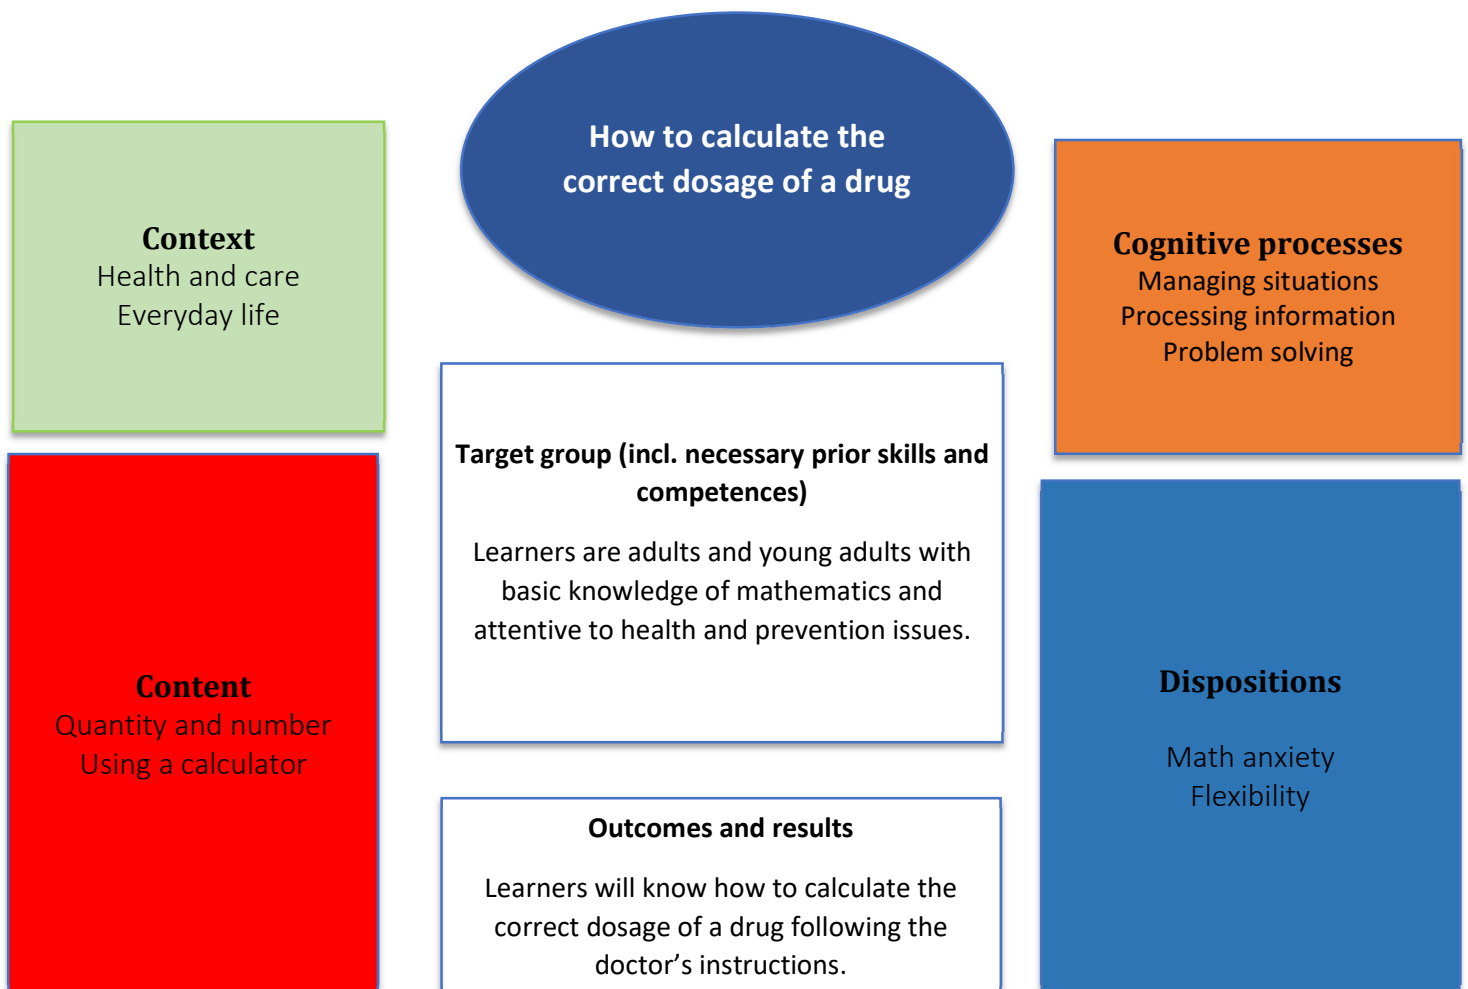 How to calculate the
correct dosage of a drug
Context
Health and care
Everyday life
Cognitive processes
Managing situations
Processing information
Problem solving
Target group (incl. necessary prior skills and
competences)
Learners are adults and young adults with
basic knowledge of mathematics and
attentive to health and prevention issues.
Content
Quantity and number
Using a calculator
Dispositions
Math anxiety
Flexibility
Outcomes and results
Learners will know how to calculate the
correct dosage of a drug following the
doctor’s instructions.